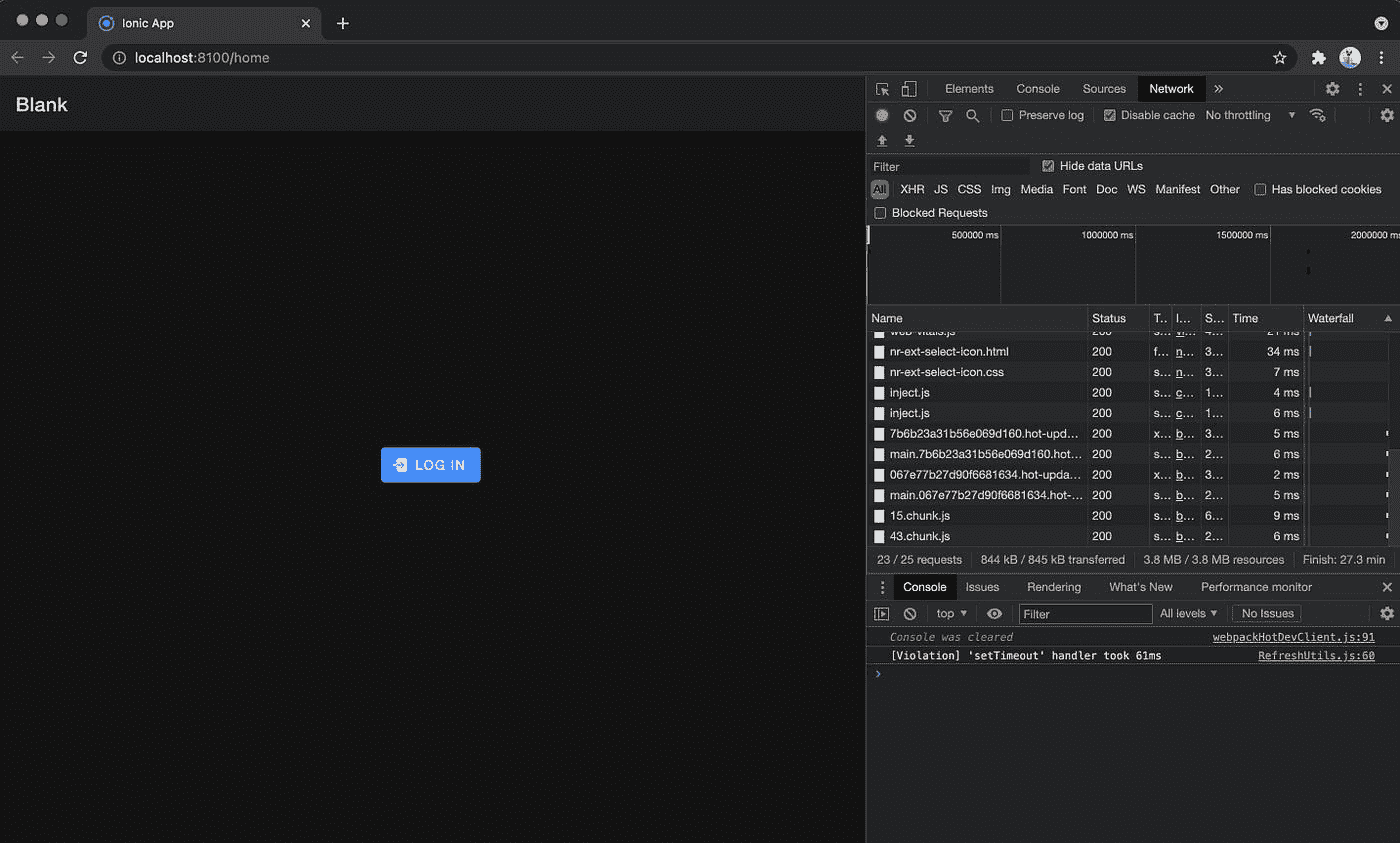 Ionic App
localhost:8100/home
Blank
LOG IN
Elements Console Sources Network
Preserve log Disable cache No throttling
Filter Hide data URLs
All XHR JS CSS Img Media Font Doc WS Manifest Other Has blocked cookies
Blocked Requests
500000 ms 1000000 ms 1500000 ms 2000000 ms
Name Status T.. I... S... Time Waterfall
web-vitals.js 200 s... 4... 21 ms
nr-ext-select-icon.html 200 f... n... 3... 34 ms
nr-ext-select-icon.css 200 s... n... 3... 7 ms
inject.js 200 s... c... 1... 4 ms
inject.js 200 s... c... 1... 6 ms
7b6b23a31b56e069d160.hot-upd... 200 x... b... 3... 5 ms
main.7b6b23a31b56e069d160.hot... 200 s... b... 2... 6 ms
067e77b27d90f6681634.hot-upda... 200 x... b... 3... 2 ms
main.067e77b27d90f6681634.hot-... 200 s... b... 2... 5 ms
15.chunk.js 200 s... b... 6... 9 ms
43.chunk.js 200 s... b... 2... 6 ms
23 / 25 requests 844 kB / 845 kB transferred 3.8 MB / 3.8 MB resources Finish: 27.3 min
Console Issues Rendering What's New Performance monitor
top Filter All levels No Issues
Console was cleared webpackHotDevClient.js:91
[Violation] 'setTimeout' handler took 61ms RefreshUtils.js:60